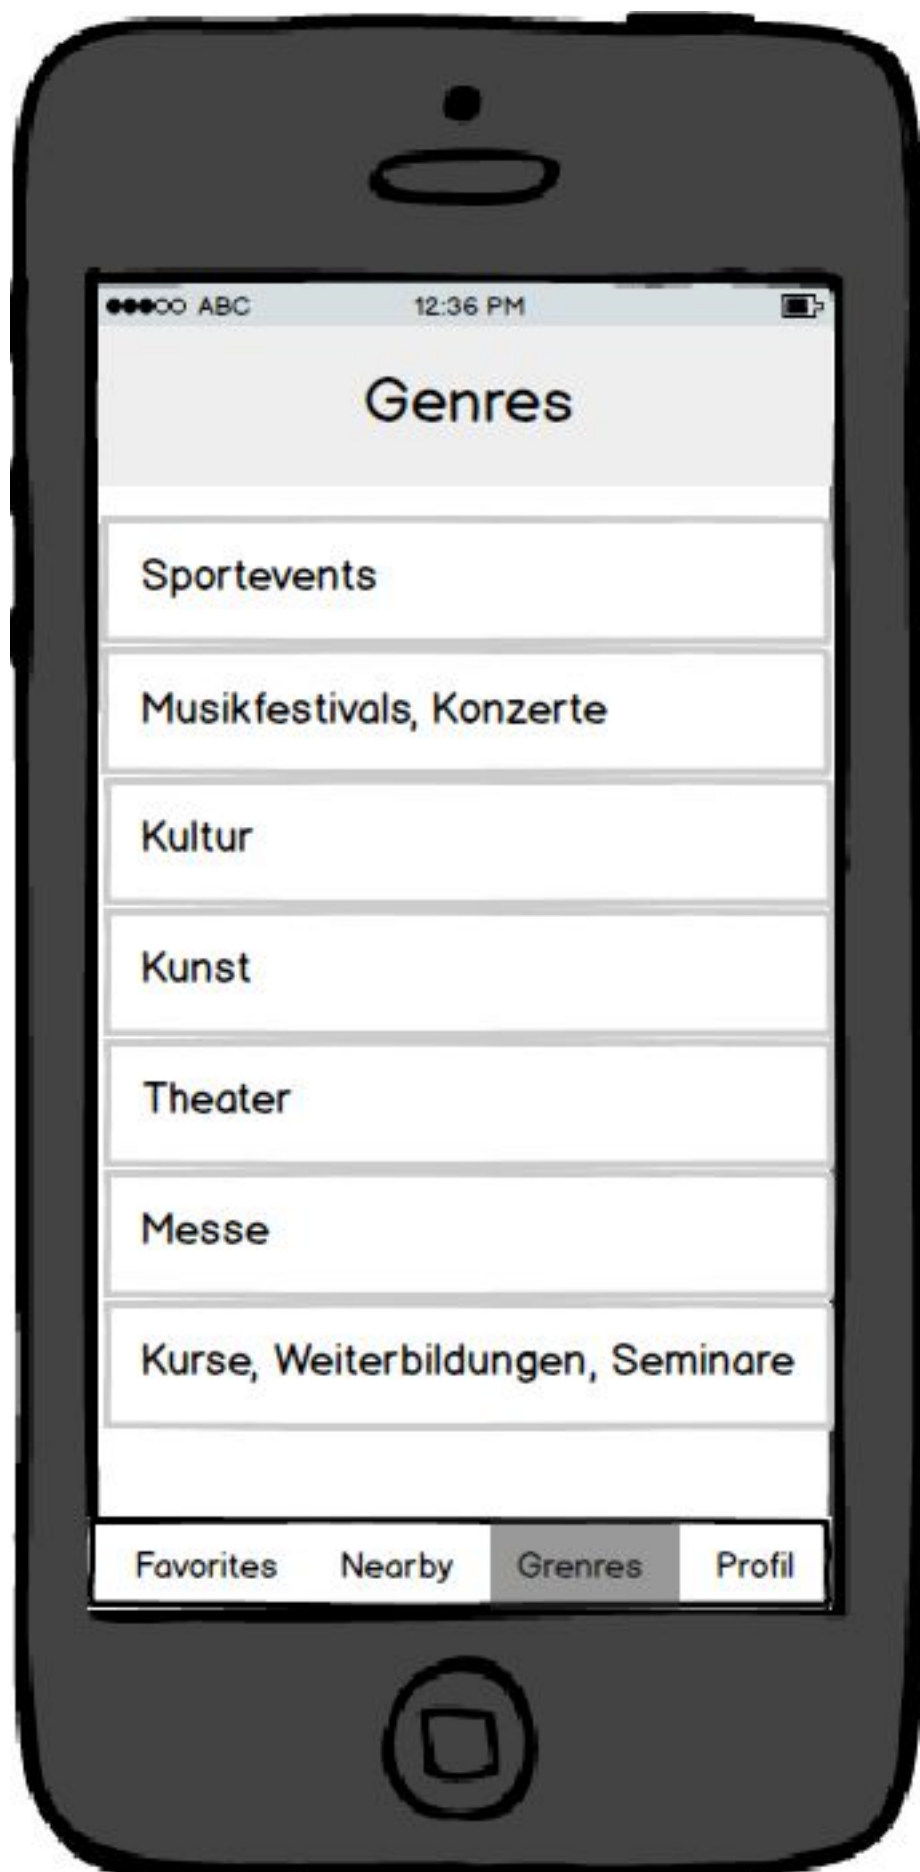 ABC 12:36 PM
Genres
Sportevents
Musikfestivals, Konzerte
Kultur
Kunst
Theater
Messe
Kurse, Weiterbildungen, Seminare
Favorites Nearby Grenres Profil